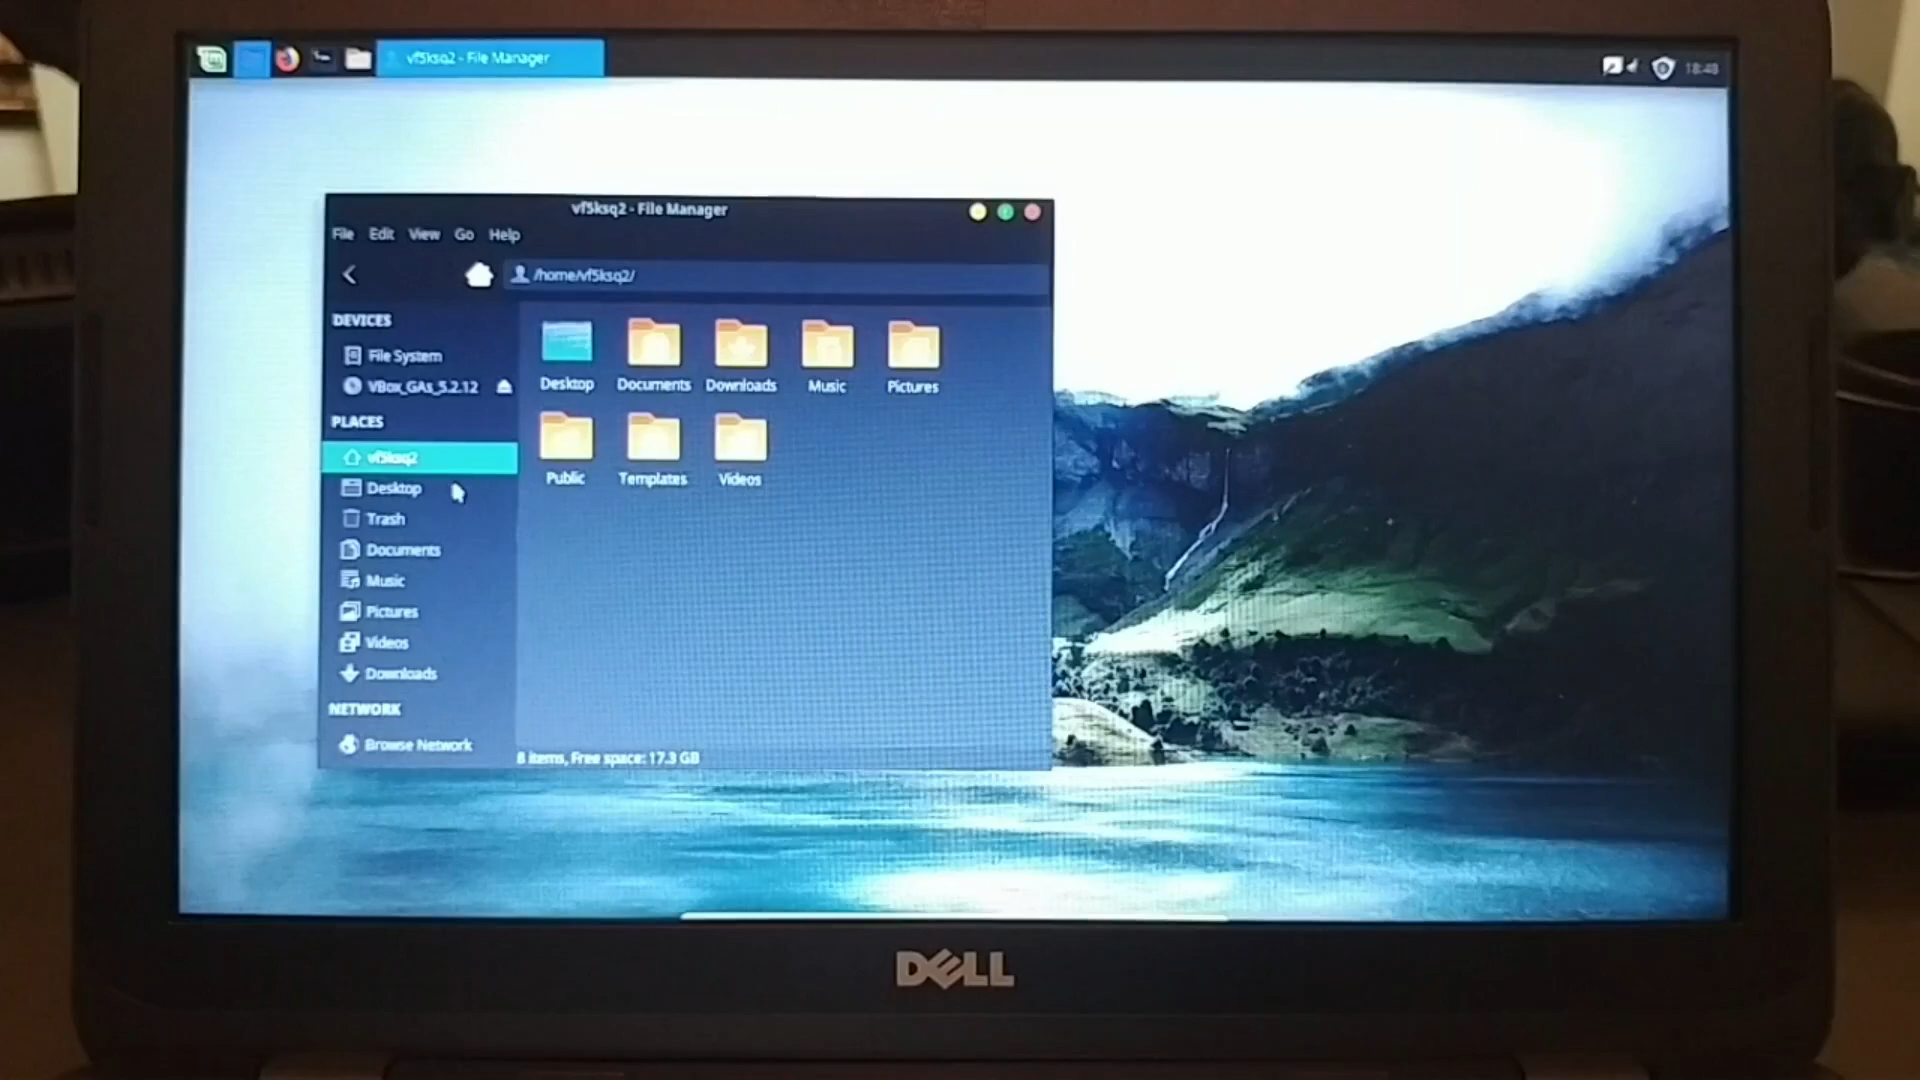 vf5ksq2 - File Manager
18:48
vf5ksq2 - File Manager
File Edit View Go Help
/home/vf5ksq2/
DEVICES
File System
VBox_GAs_5.2.12
PLACES
vf5ksq2
Desktop
Trash
Documents
Music
Pictures
Videos
Downloads
NETWORK
Browse Network
Desktop Documents Downloads Music Pictures
Public Templates Videos
8 items, Free space: 17.3 GB
DELL